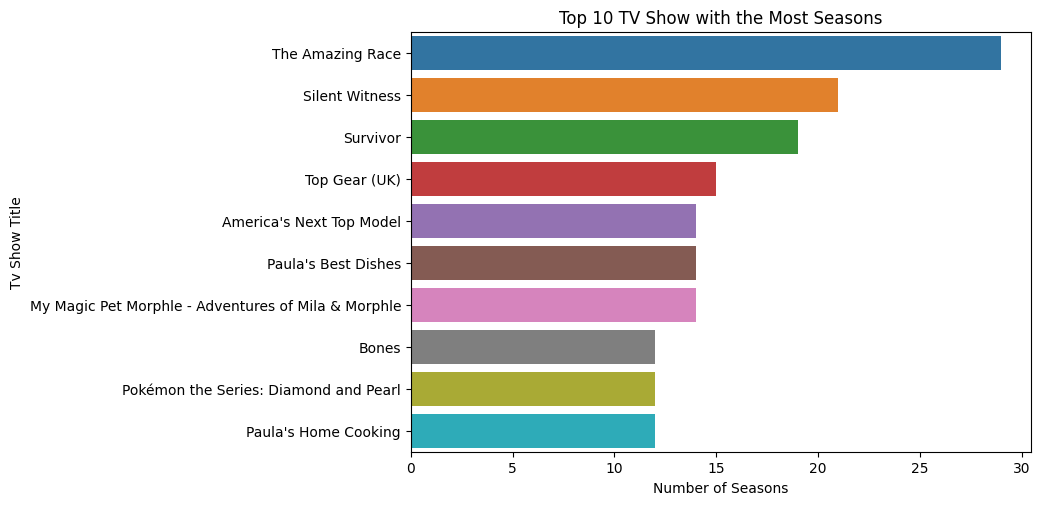 Top 10 TV Show with the Most Seasons
Tv Show Title
The Amazing Race
Silent Witness
Survivor
Top Gear (UK)
America's Next Top Model
Paula's Best Dishes
My Magic Pet Morphle - Adventures of Mila & Morphle
Bones
Pokémon the Series: Diamond and Pearl
Paula's Home Cooking
0 5 10 15 20 25 30
Number of Seasons